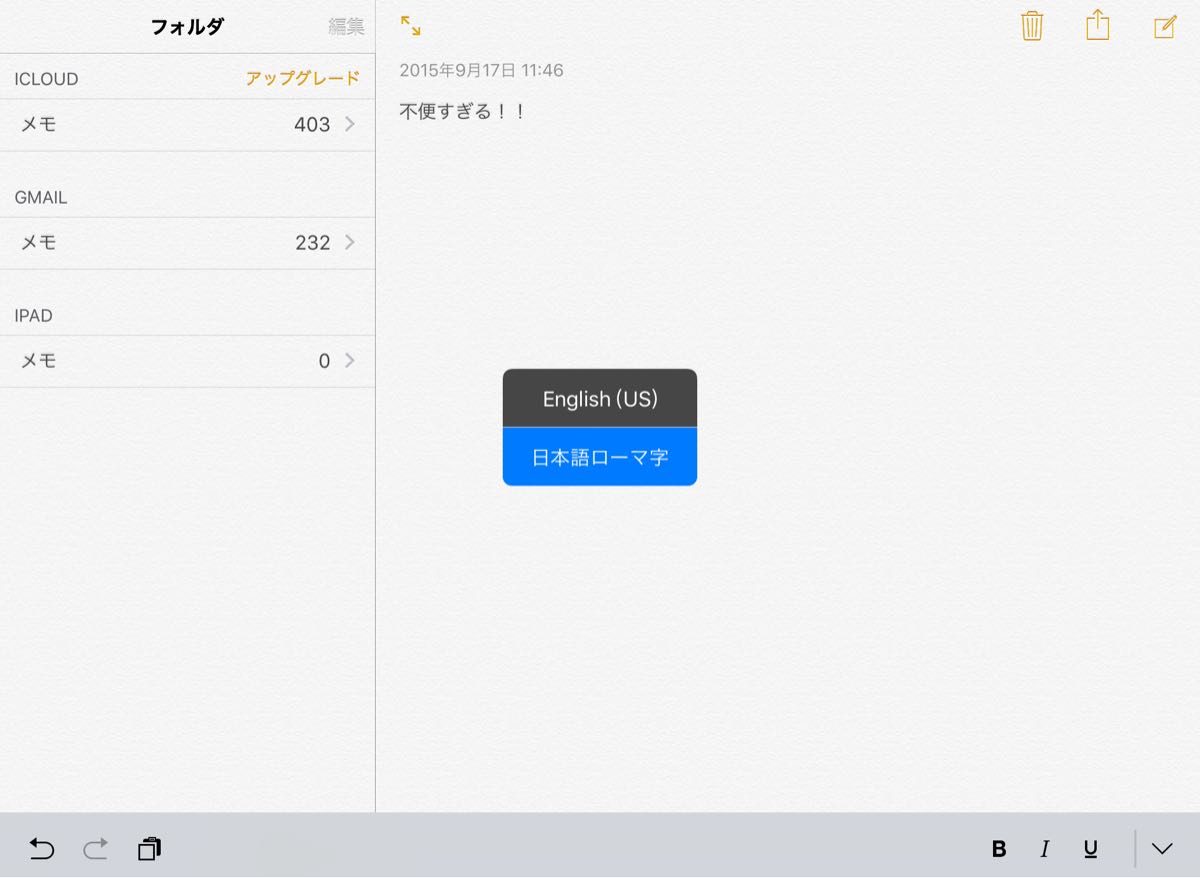 フォルダ
編集
ICLOUD
アップグレード
メモ
403
GMAIL
メモ
232
IPAD
メモ
0
2015年9月17日 11:46
不便すぎる！！
English (US)
日本語ローマ字
B I U